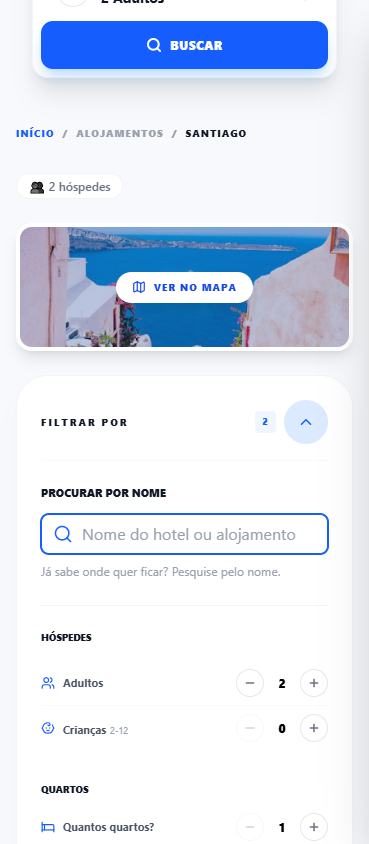 2 Adultos
BUSCAR
INÍCIO / ALOJAMENTOS / SANTIAGO
2 hóspedes
VER NO MAPA
FILTRAR POR 2
PROCURAR POR NOME
Nome do hotel ou alojamento
Já sabe onde quer ficar? Pesquise pelo nome.
HÓSPEDES
Adultos 2
Crianças 2-12 0
QUARTOS
Quantos quartos? 1